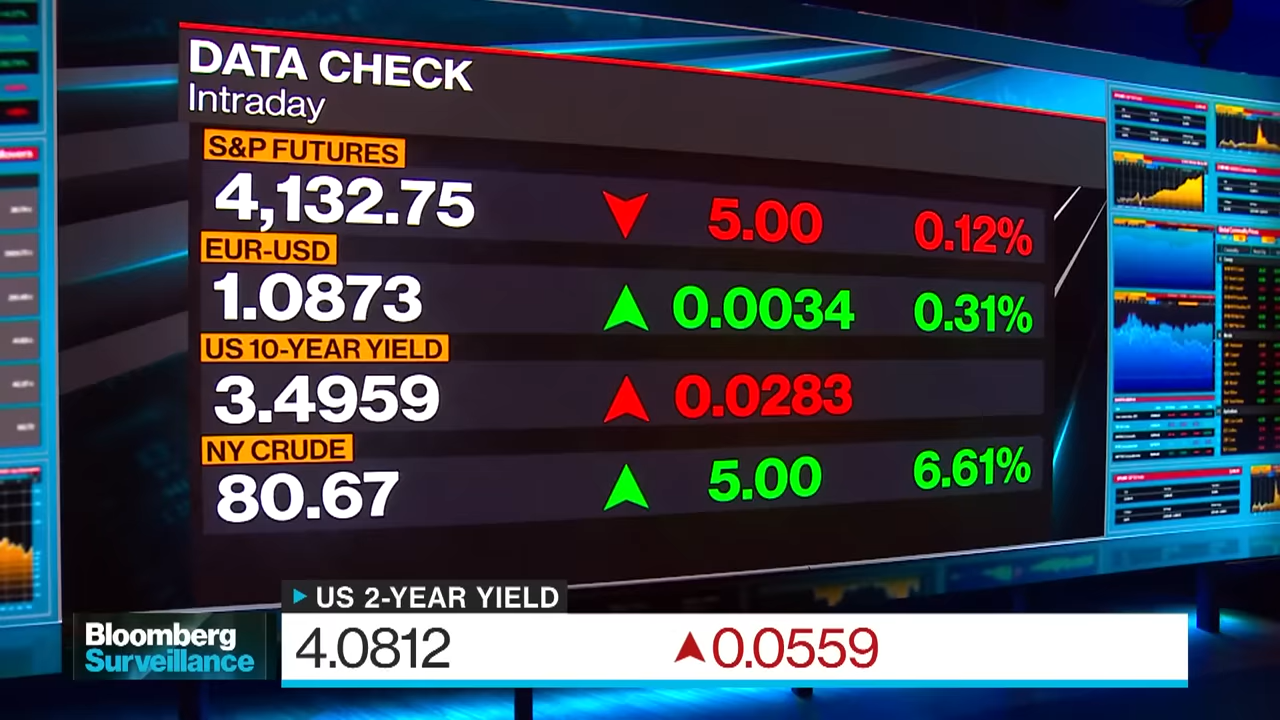 DATA CHECK
Intraday
S&P FUTURES
4,132.75 5.00 0.12%
EUR-USD
1.0873 0.0034 0.31%
US 10-YEAR YIELD
3.4959 0.0283
NY CRUDE
80.67 5.00 6.61%
US 2-YEAR YIELD
Bloomberg
Surveillance
4.0812 0.0559